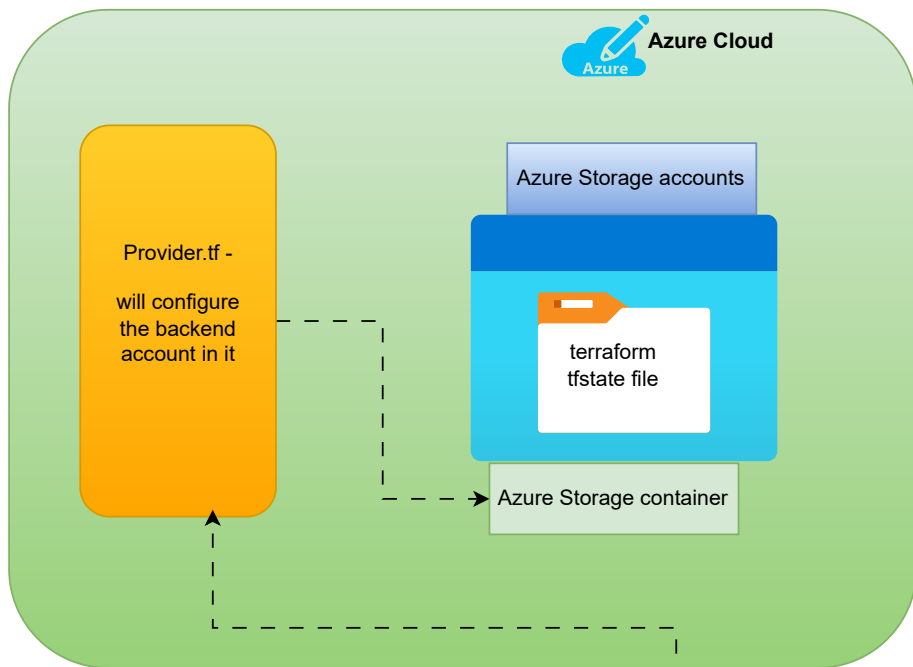 Azure
Azure Cloud
Azure Storage accounts
Provider.tf -
will configure
the backend
account in it
terraform
tfstate file
Azure Storage container